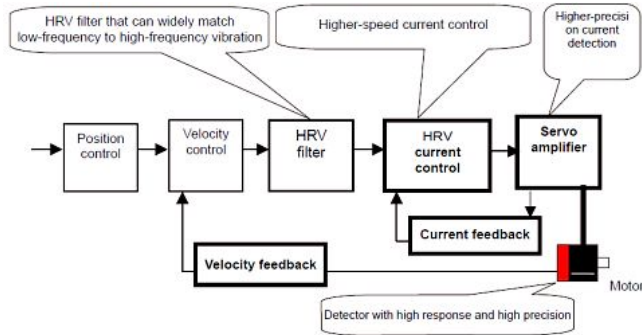 HRV filter that can widely match
low-frequency to high-frequency vibration
Higher-speed current control
Higher-precisi
on current
detection
Position
control
Velocity
control
HRV
filter
HRV
current
control
Servo
amplifier
Current feedback
Velocity feedback
Motor
Detector with high response and high precision